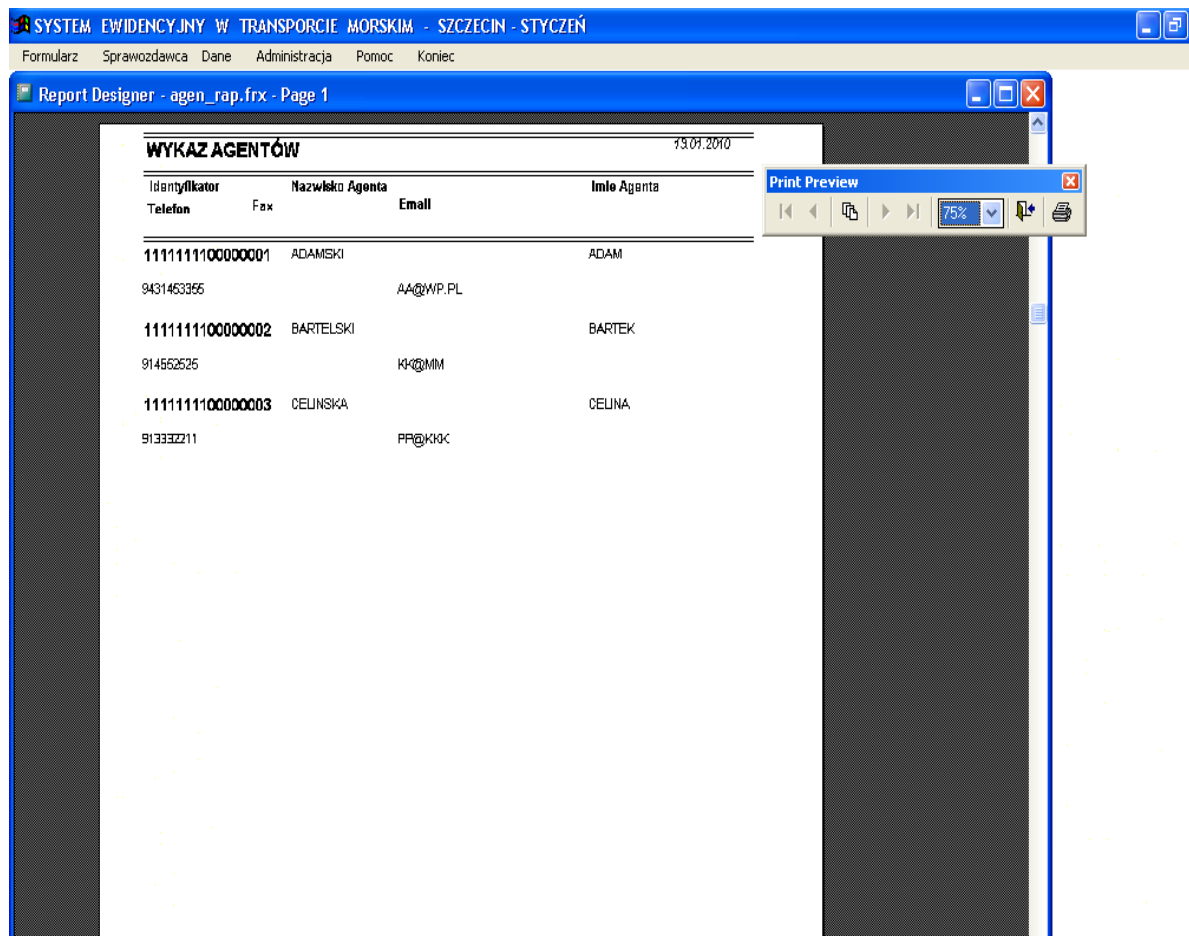 SYSTEM EWIDENCYJNY W TRANSPORCIE MORSKIM - SZCZECIN - STYCZEŃ
Formularz Sprawozdawca Dane Administracja Pomoc Koniec
Report Designer - agen_rap.frx - Page 1
WYKAZ AGENTÓW 13.01.2010
Identyfikator Nazwisko Agenta Imie Agenta
Telefon Fax Email
Print Preview
75%
1111111100000001 ADAMSKI ADAM
9431453355 AA@WP.PL
1111111100000002 BARTELSKI BARTEK
914552525 KK@MM
1111111100000003 CELINSKA CELINA
913332211 PP@KKK